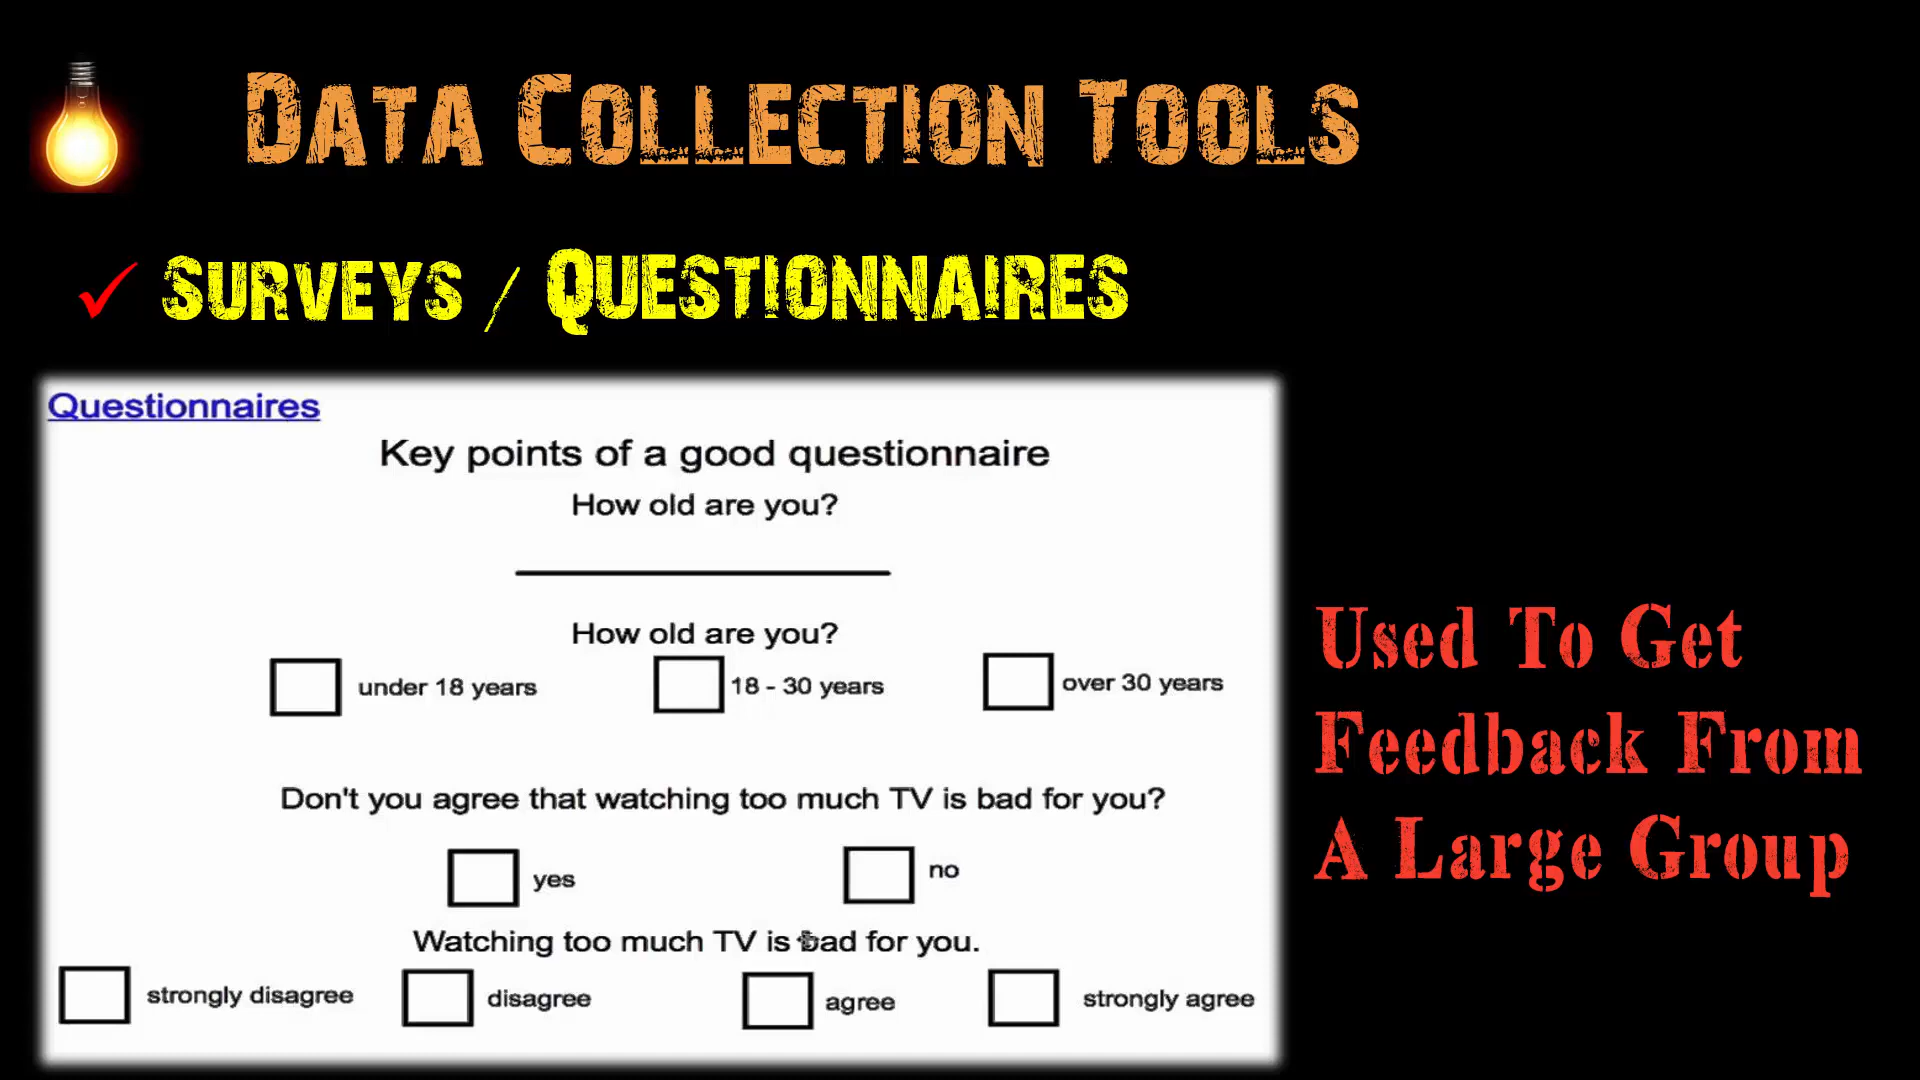 Data Collection Tools
Surveys / Questionnaires
Questionnaires
Key points of a good questionnaire
How old are you?
How old are you?
under 18 years 18 - 30 years over 30 years
Don't you agree that watching too much TV is bad for you?
yes no
Watching too much TV is bad for you.
strongly disagree disagree agree strongly agree
Used To Get
Feedback From
A Large Group